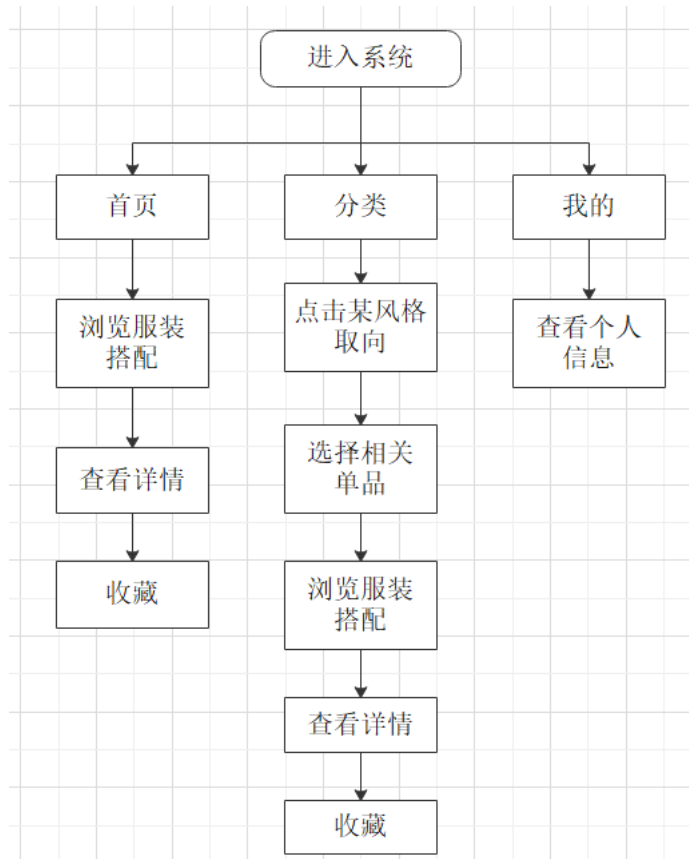 进入系统
首页
分类
我的
浏览服装
搭配
点击某风格
取向
查看个人
信息
查看详情
选择相关
单品
收藏
浏览服装
搭配
查看详情
收藏